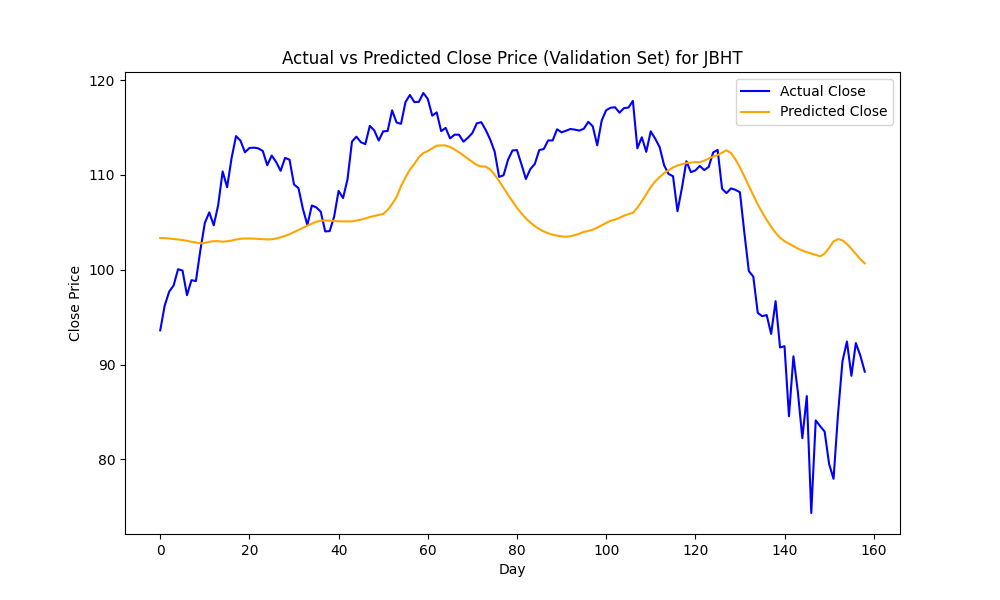 Actual vs Predicted Close Price (Validation Set) for JBHT
Actual Close
Predicted Close
120
110
100
90
80
Close Price
0 20 40 60 80 100 120 140 160
Day